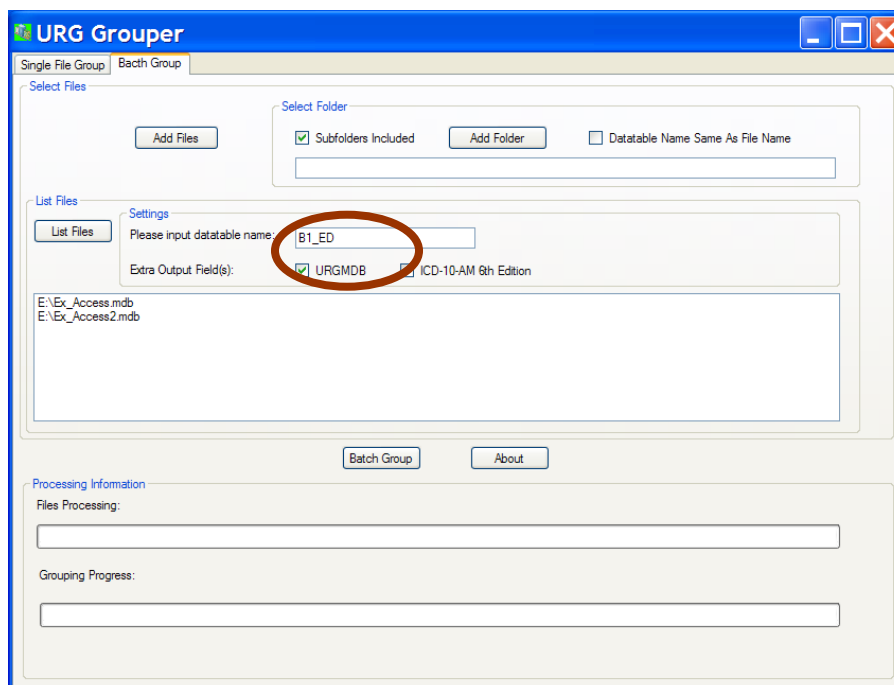 URG Grouper
Single File Group Bacth Group
Select Files
Select Folder
Add Files Subfolders Included Add Folder Datatable Name Same As File Name
List Files
Settings
List Files Please input datatable name: B1_ED
Extra Output Field(s): URGMDB ICD-10-AM 6th Edition
E:\Ex_Access.mdb
E:\Ex_Access2.mdb
Batch Group About
Processing Information
Files Processing:
Grouping Progress: